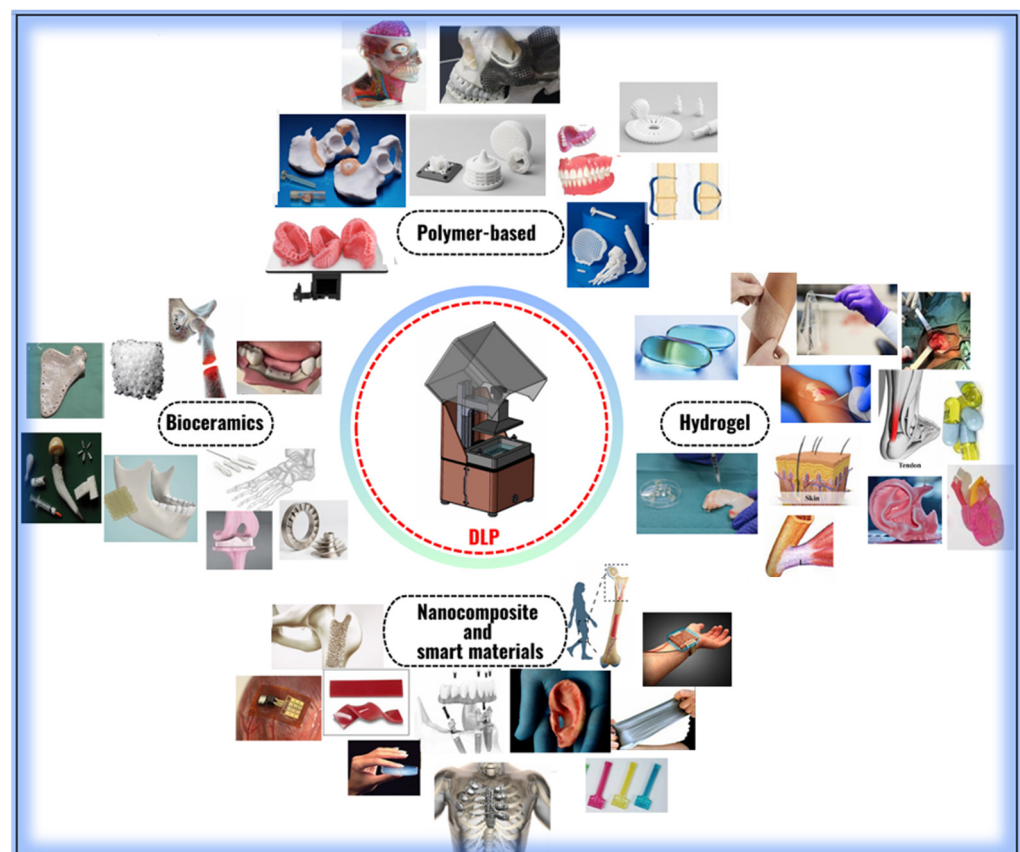 Polymer-based
Bioceramics
Hydrogel
Tendon
Skin
DLP
Nanocomposite
and
smart materials